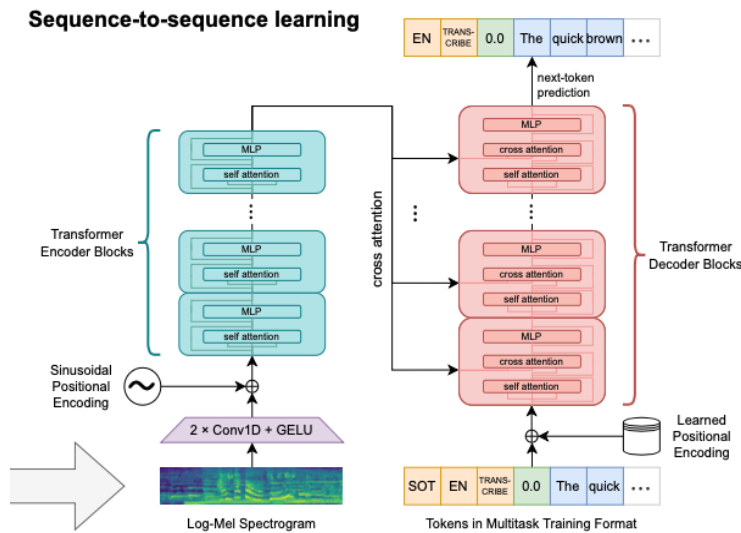 Sequence-to-sequence learning
EN TRANS-CRIBE 0.0 The quick brown ...
next-token
prediction
MLP
self attention
MLP
self attention
MLP
self attention
Transformer
Encoder Blocks
cross attention
MLP
cross attention
self attention
MLP
cross attention
self attention
MLP
cross attention
self attention
Transformer
Decoder Blocks
Sinusoidal
Positional
Encoding
2 × Conv1D + GELU
Learned
Positional
Encoding
SOT EN TRANS-CRIBE 0.0 The quick ...
Log-Mel Spectrogram
Tokens in Multitask Training Format